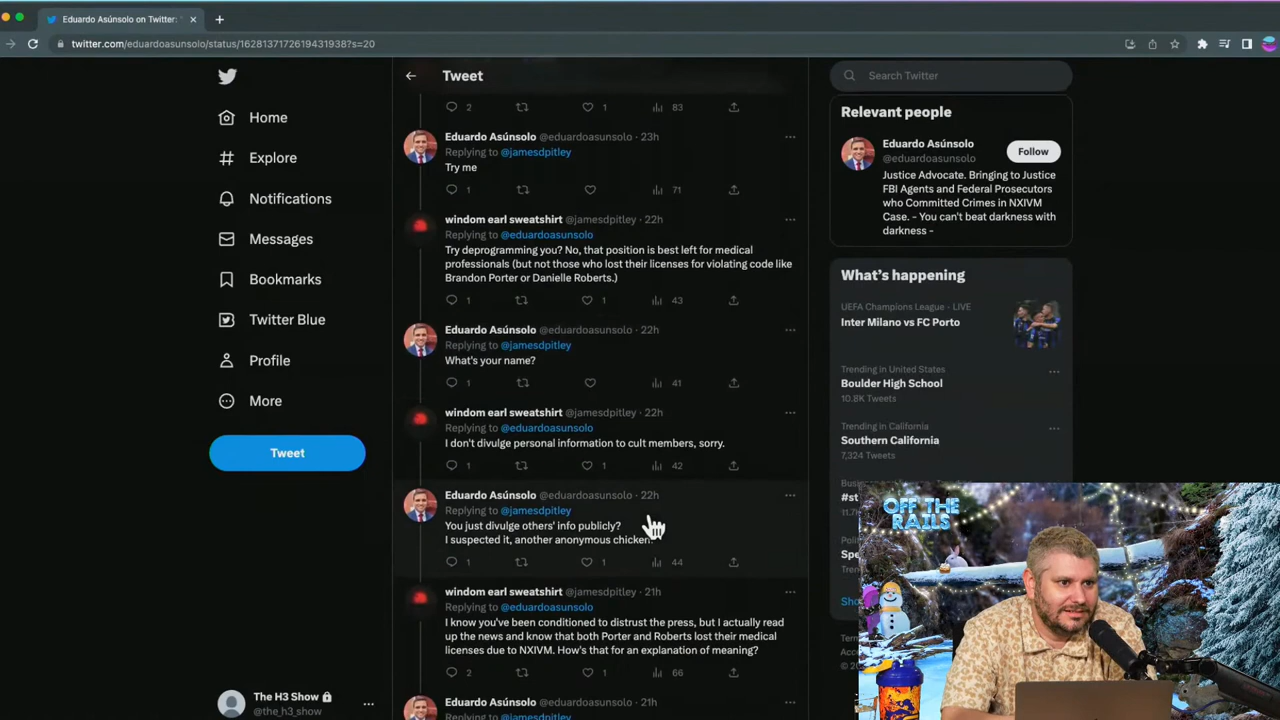 Eduardo Asúnsolo on Twitter:
twitter.com/eduardoasunsolo/status/1628137172619431938?s=20
Home
Explore
Notifications
Messages
Bookmarks
Twitter Blue
Profile
More
Tweet
The H3 Show
@the_h3_show
Tweet
2 1 83
Eduardo Asúnsolo @eduardoasunsolo · 23h
Replying to @jamesdpitley
Try me
1 71
windom earl sweatshirt @jamesdpitley · 22h
Replying to @eduardoasunsolo
Try deprogramming you? No, that position is best left for medical
professionals (but not those who lost their licenses for violating code like
Brandon Porter or Danielle Roberts.)
1 1 43
Eduardo Asúnsolo @eduardoasunsolo · 22h
Replying to @jamesdpitley
What's your name?
1 41
windom earl sweatshirt @jamesdpitley · 22h
Replying to @eduardoasunsolo
I don't divulge personal information to cult members, sorry.
1 1 42
Eduardo Asúnsolo @eduardoasunsolo · 22h
Replying to @jamesdpitley
You just divulge others' info publicly?
I suspected it, another anonymous chicken.
1 1 44
windom earl sweatshirt @jamesdpitley · 21h
Replying to @eduardoasunsolo
I know you've been conditioned to distrust the press, but I actually read
up the news and know that both Porter and Roberts lost their medical
licenses due to NXIVM. How's that for an explanation of meaning?
2 1 66
Eduardo Asúnsolo @eduardoasunsolo · 21h
Search Twitter
Relevant people
Eduardo Asúnsolo
@eduardoasunsolo
Follow
Justice Advocate. Bringing to Justice
FBI Agents and Federal Prosecutors
who Committed Crimes in NXIVM
Case. - You can't beat darkness with
darkness -
What's happening
UEFA Champions League · LIVE
Inter Milano vs FC Porto
Trending in United States
Boulder High School
10.8K Tweets
Trending in California
Southern California
7,324 Tweets
OFF THE
RAILS